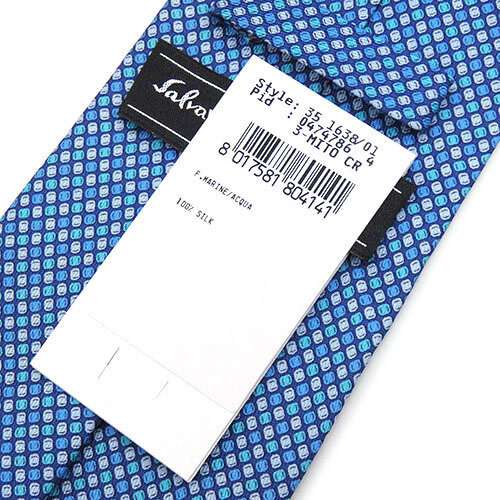 Salva
Style: 35 1638/01
Pid : 0474786 4
3-MITO CR
8 017581 804141
F.MARINE/ACQUA
100% SILK